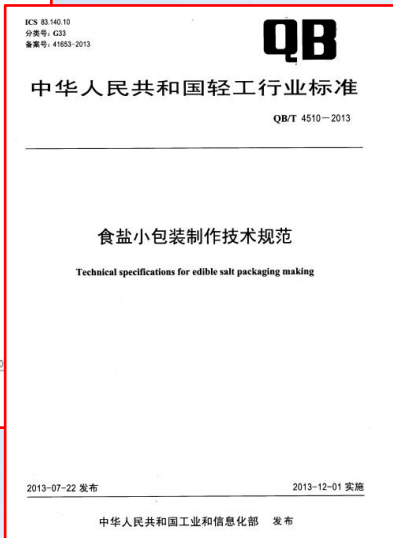 ICS 83.140.10
分类号：G33
备案号：41653-2013
QB
中华人民共和国轻工行业标准
QB/T 4510—2013
食盐小包装制作技术规范
Technical specifications for edible salt packaging making
2013-07-22 发布
2013-12-01 实施
中华人民共和国工业和信息化部 发布